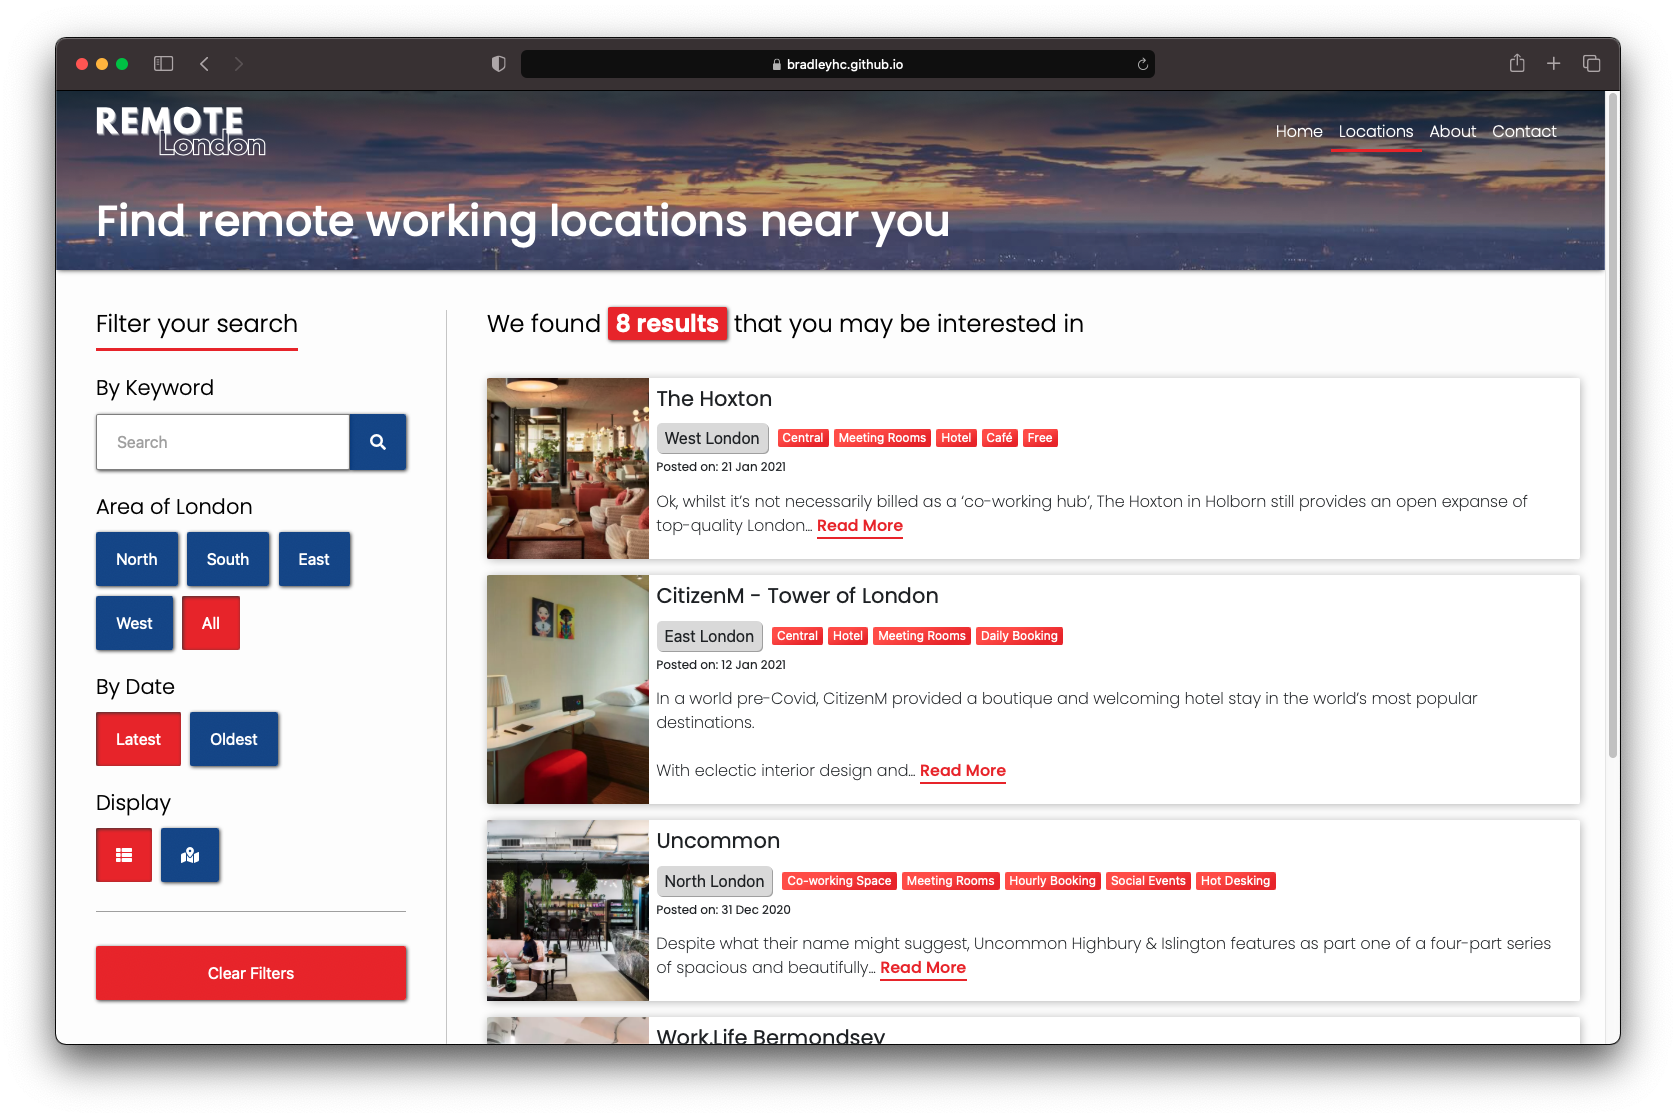 bradleyhc.github.io
REMOTE
London
Home Locations About Contact
Find remote working locations near you
Filter your search
By Keyword
Search
Area of London
North South East
West All
By Date
Latest Oldest
Display
Clear Filters
We found 8 results that you may be interested in
The Hoxton
West London Central Meeting Rooms Hotel Café Free
Posted on: 21 Jan 2021
Ok, whilst it’s not necessarily billed as a ‘co-working hub’, The Hoxton in Holborn still provides an open expanse of
top-quality London... Read More
CitizenM - Tower of London
East London Central Hotel Meeting Rooms Daily Booking
Posted on: 12 Jan 2021
In a world pre-Covid, CitizenM provided a boutique and welcoming hotel stay in the world’s most popular
destinations.
With eclectic interior design and... Read More
Uncommon
North London Co-working Space Meeting Rooms Hourly Booking Social Events Hot Desking
Posted on: 31 Dec 2020
Despite what their name might suggest, Uncommon Highbury & Islington features as part one of a four-part series
of spacious and beautifully... Read More
Work.Life Bermondsey